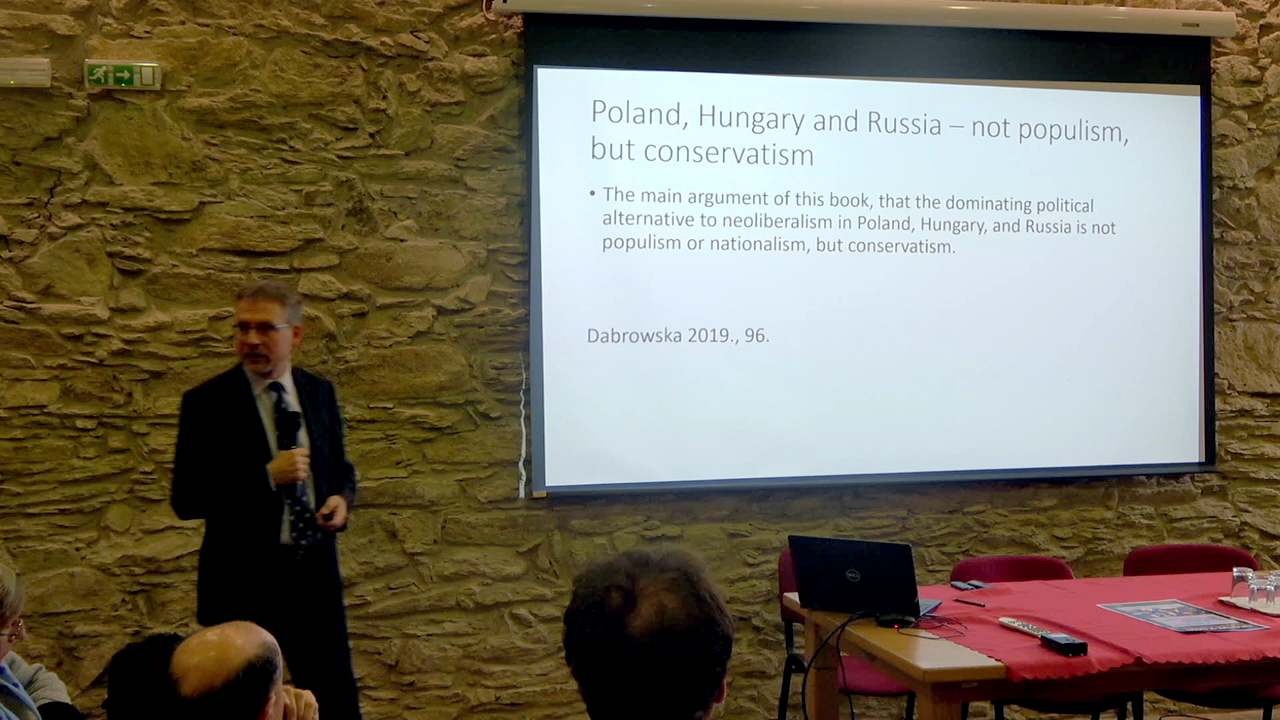 Poland, Hungary and Russia – not populism,
but conservatism
• The main argument of this book, that the dominating political
alternative to neoliberalism in Poland, Hungary, and Russia is not
populism or nationalism, but conservatism.
Dabrowska 2019., 96.
DELL